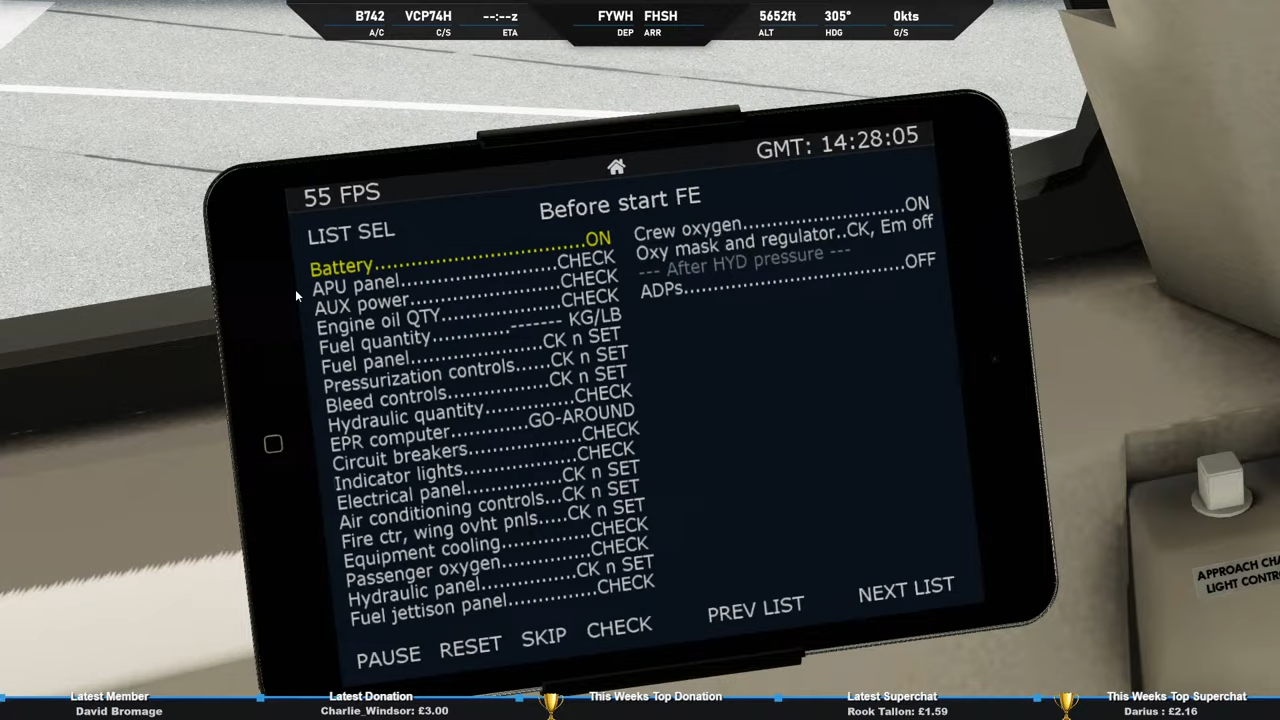 B742 VCP74H --:--z FYWH FHSH 5652ft 305° 0kts
A/C C/S ETA DEP ARR ALT HDG G/S
55 FPS
GMT: 14:28:05
LIST SEL
Before start FE
Battery..............................ON
APU panel......................CHECK
AUX power.....................CHECK
Engine oil QTY.................CHECK
Fuel quantity............------- KG/LB
Fuel panel....................CK n SET
Pressurization controls......CK n SET
Bleed controls...............CK n SET
Hydraulic quantity.............CHECK
EPR computer............GO-AROUND
Circuit breakers................CHECK
Indicator lights.................CHECK
Electrical panel..............CK n SET
Air conditioning controls...CK n SET
Fire ctr, wing ovht pnls.....CK n SET
Equipment cooling.............CHECK
Passenger oxygen.............CHECK
Hydraulic panel..............CK n SET
Fuel jettison panel.............CHECK
Crew oxygen.......................ON
Oxy mask and regulator..CK, Em off
--- After HYD pressure ---
ADPs................................OFF
PAUSE RESET SKIP CHECK PREV LIST NEXT LIST
APPROACH CHA
LIGHT CONTR
Latest Member
David Bromage
Latest Donation
Charlie_Windsor: £3.00
This Weeks Top Donation
Latest Superchat
Rook Tallon: £1.59
This Weeks Top Superchat
Darius : £2.16